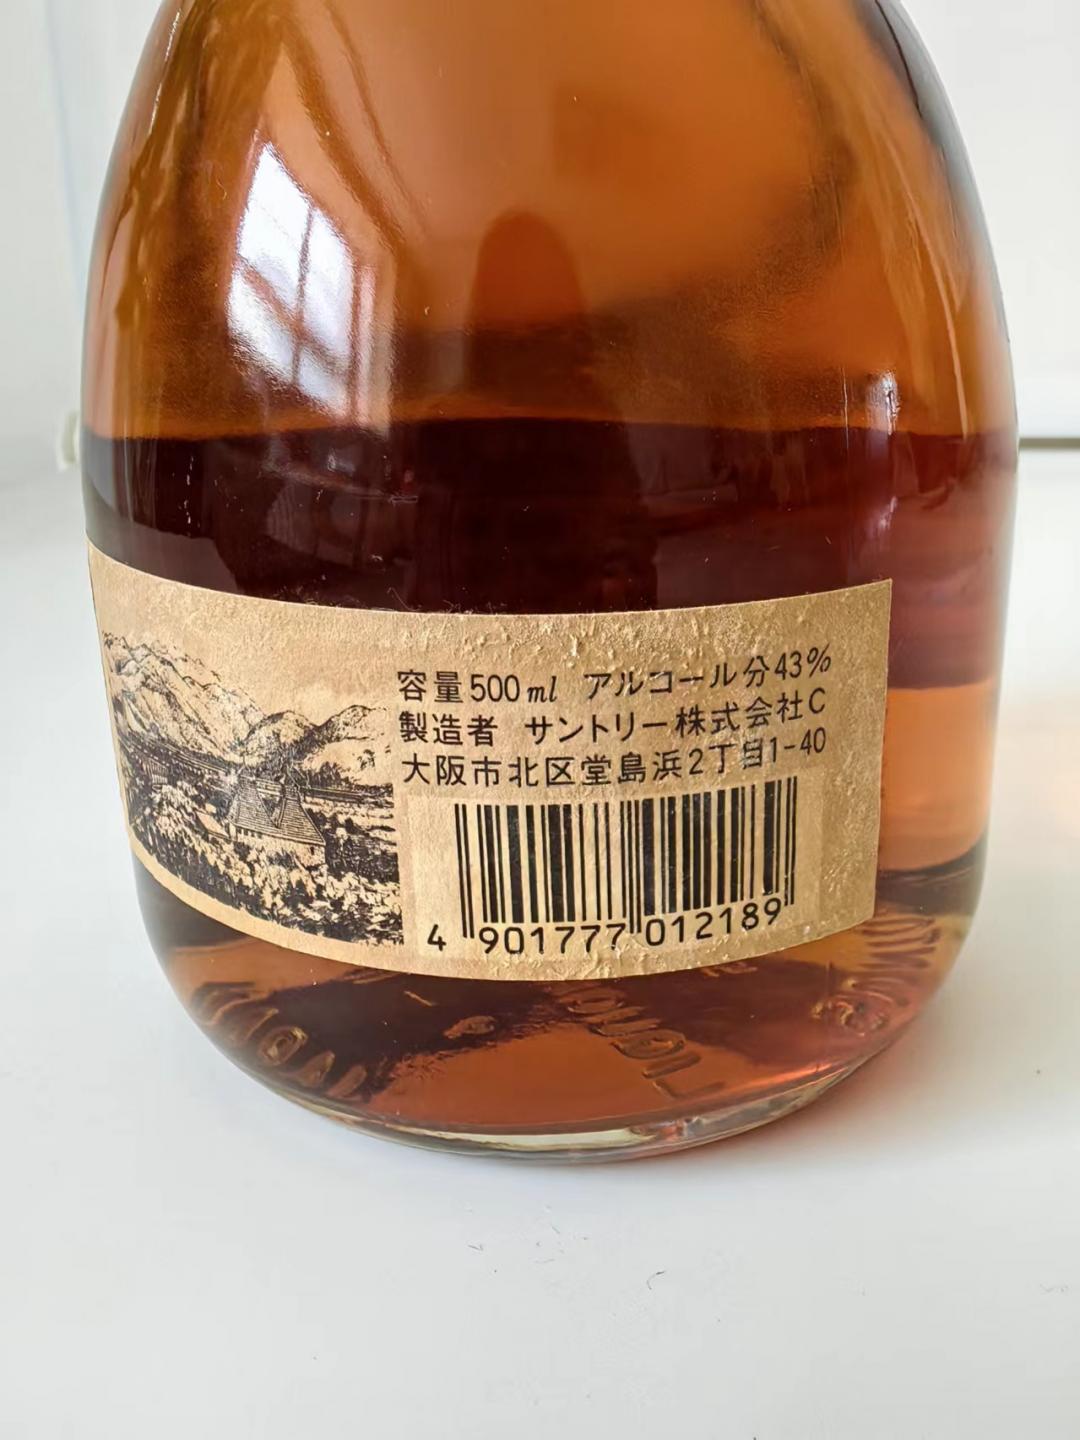 容量500ml アルコール分43%
製造者 サントリー株式会社C
大阪市北区堂島浜2丁目1-40
4 901777 012189